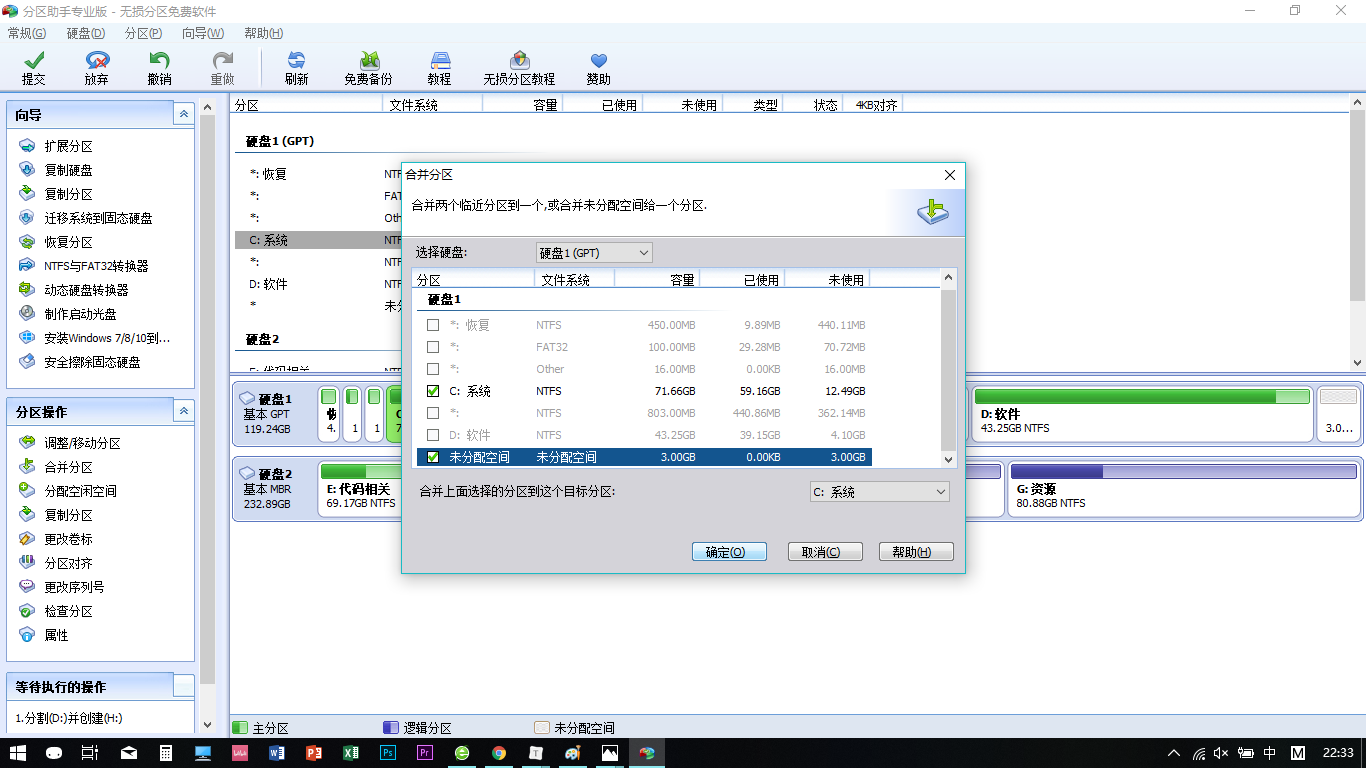 分区助手专业版 - 无损分区免费软件
常规(G) 硬盘(D) 分区(P) 向导(W) 帮助(H)
提交 放弃 撤销 重做 刷新 免费备份 教程 无损分区教程 赞助
向导
扩展分区
复制硬盘
复制分区
迁移系统到固态硬盘
恢复分区
NTFS与FAT32转换器
动态硬盘转换器
制作启动光盘
安装Windows 7/8/10到...
安全擦除固态硬盘
分区操作
调整/移动分区
合并分区
分配空闲空间
复制分区
更改卷标
分区对齐
更改序列号
检查分区
属性
等待执行的操作
1.分割(D:)并创建(H:)
分区 文件系统 容量 已使用 未使用 类型 状态 4KB对齐
硬盘1 (GPT)
*: 恢复 NTF
*: FAT
*: Oth
C: 系统 NTF
*: NTF
D: 软件 NTF
* 未分
硬盘2
E: 代码相关
合并分区
合并两个临近分区到一个,或合并未分配空间给一个分区.
选择硬盘: 硬盘1 (GPT)
分区 文件系统 容量 已使用 未使用
硬盘1
*: 恢复 NTFS 450.00MB 9.89MB 440.11MB
*: FAT32 100.00MB 29.28MB 70.72MB
*: Other 16.00MB 0.00KB 16.00MB
C: 系统 NTFS 71.66GB 59.16GB 12.49GB
*: NTFS 803.00MB 440.86MB 362.14MB
D: 软件 NTFS 43.25GB 39.15GB 4.10GB
未分配空间 未分配空间 3.00GB 0.00KB 3.00GB
合并上面选择的分区到这个目标分区: C: 系统
确定(O) 取消(C) 帮助(H)
硬盘1
基本 GPT
119.24GB
4. 1 1 7
D: 软件
43.25GB NTFS
3.0...
硬盘2
基本 MBR
232.89GB
E: 代码相关
69.17GB NTFS
G: 资源
80.88GB NTFS
主分区 逻辑分区 未分配空间
中 M 22:33